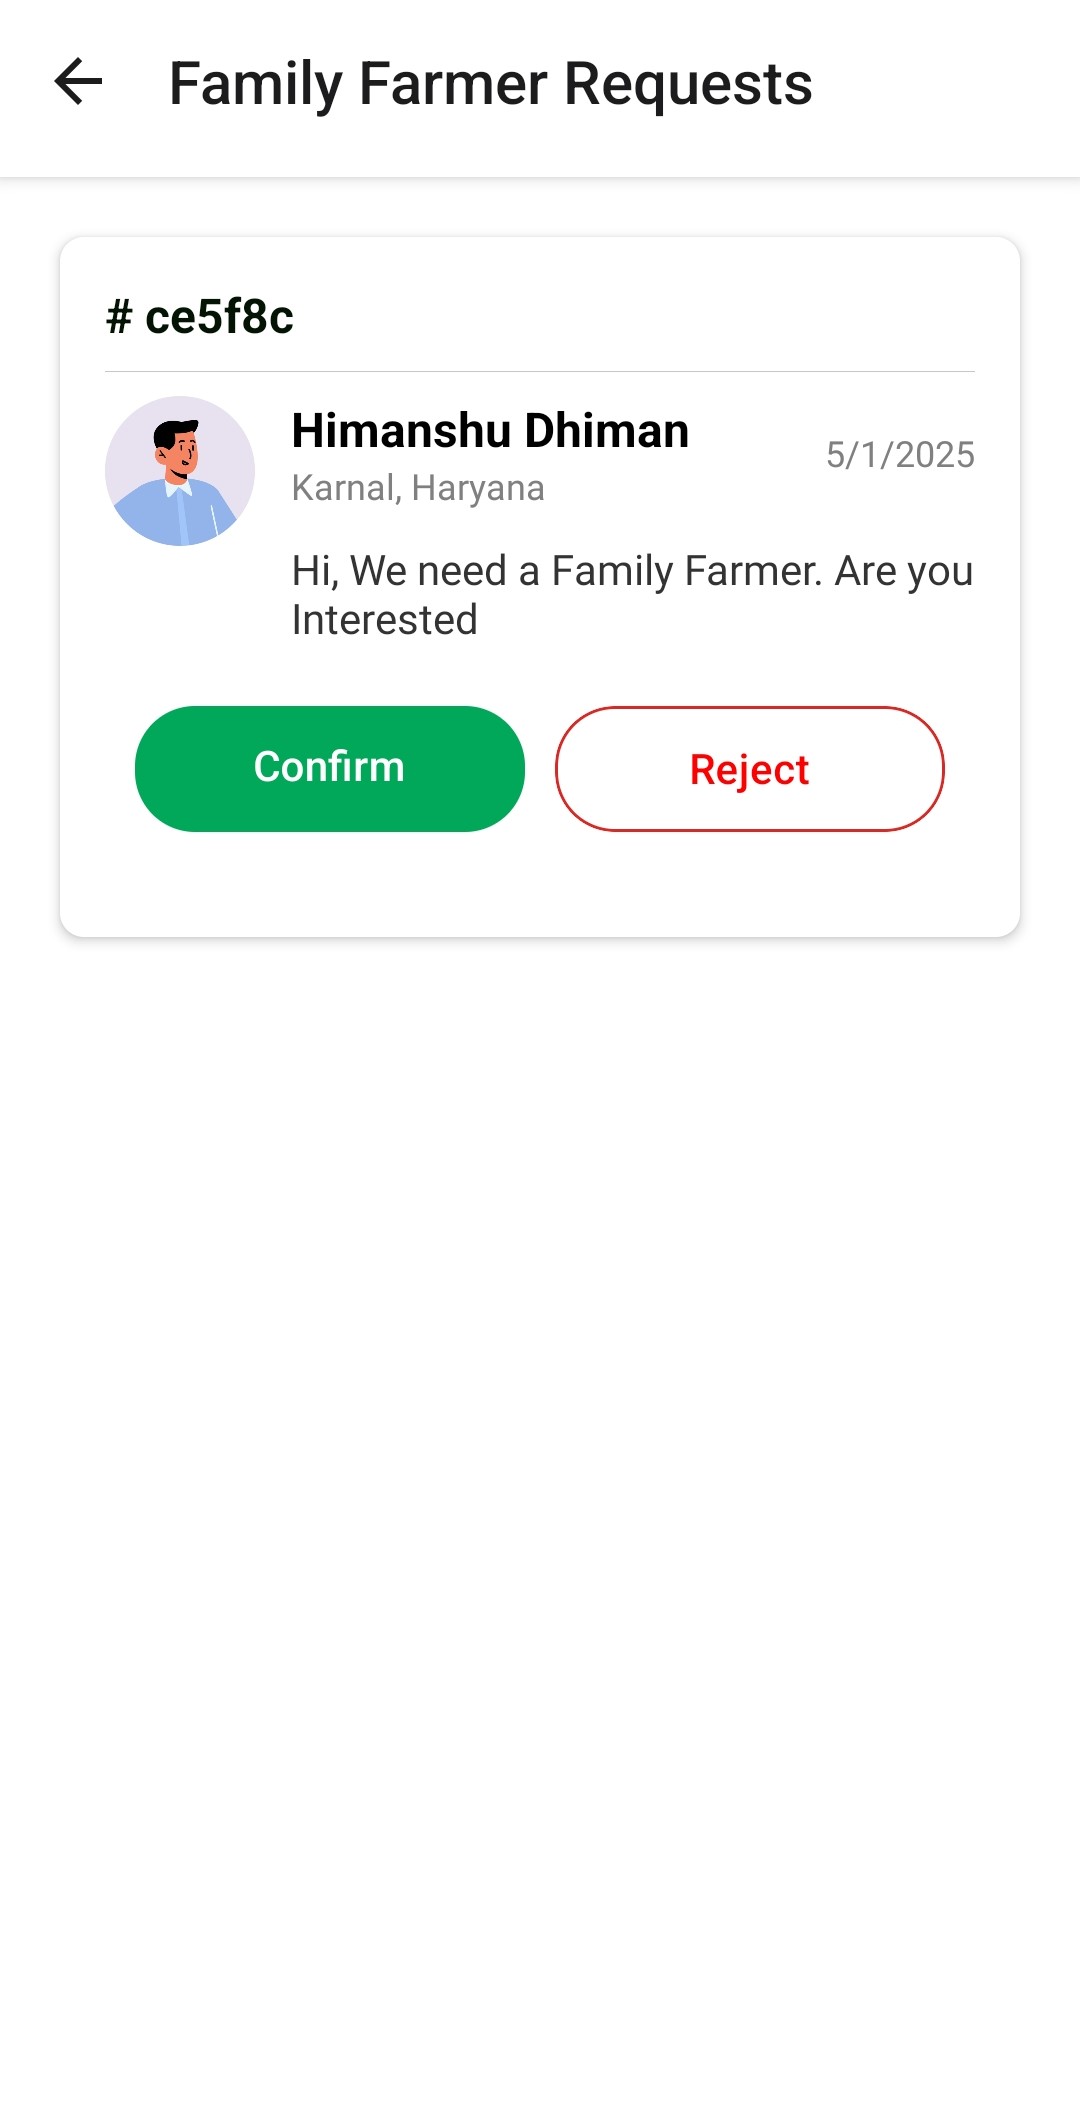 Family Farmer Requests
# ce5f8c
Himanshu Dhiman
5/1/2025
Karnal, Haryana
Hi, We need a Family Farmer. Are you
Interested
Confirm
Reject